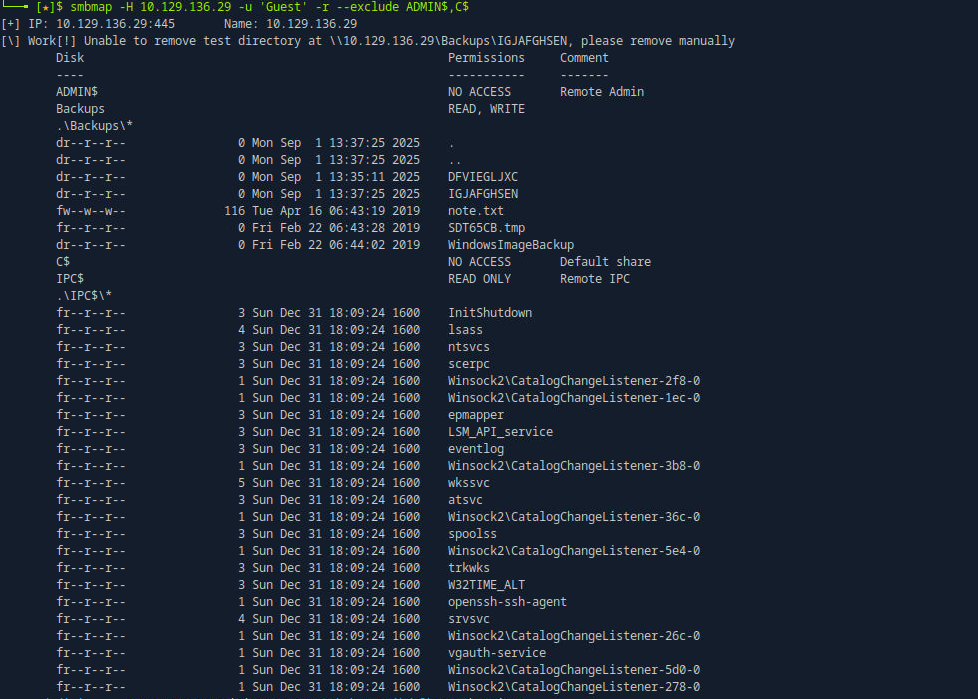 [★]$ smbmap -H 10.129.136.29 -u 'Guest' -r --exclude ADMIN$,C$
[+] IP: 10.129.136.29:445 Name: 10.129.136.29
[\] Work[!] Unable to remove test directory at \\10.129.136.29\Backups\IGJAFGHSEN, please remove manually
Disk Permissions Comment
---- ----------- -------
ADMIN$ NO ACCESS Remote Admin
Backups READ, WRITE
.\Backups\*
dr--r--r-- 0 Mon Sep 1 13:37:25 2025 .
dr--r--r-- 0 Mon Sep 1 13:37:25 2025 ..
dr--r--r-- 0 Mon Sep 1 13:35:11 2025 DFVIEGLJXC
dr--r--r-- 0 Mon Sep 1 13:37:25 2025 IGJAFGHSEN
fw--w--w-- 116 Tue Apr 16 06:43:19 2019 note.txt
fr--r--r-- 0 Fri Feb 22 06:43:28 2019 SDT65CB.tmp
dr--r--r-- 0 Fri Feb 22 06:44:02 2019 WindowsImageBackup
C$ NO ACCESS Default share
IPC$ READ ONLY Remote IPC
.\IPC$\*
fr--r--r-- 3 Sun Dec 31 18:09:24 1600 InitShutdown
fr--r--r-- 4 Sun Dec 31 18:09:24 1600 lsass
fr--r--r-- 3 Sun Dec 31 18:09:24 1600 ntsvcs
fr--r--r-- 3 Sun Dec 31 18:09:24 1600 scerpc
fr--r--r-- 1 Sun Dec 31 18:09:24 1600 Winsock2\CatalogChangeListener-2f8-0
fr--r--r-- 1 Sun Dec 31 18:09:24 1600 Winsock2\CatalogChangeListener-1ec-0
fr--r--r-- 3 Sun Dec 31 18:09:24 1600 epmapper
fr--r--r-- 3 Sun Dec 31 18:09:24 1600 LSM_API_service
fr--r--r-- 3 Sun Dec 31 18:09:24 1600 eventlog
fr--r--r-- 1 Sun Dec 31 18:09:24 1600 Winsock2\CatalogChangeListener-3b8-0
fr--r--r-- 5 Sun Dec 31 18:09:24 1600 wkssvc
fr--r--r-- 3 Sun Dec 31 18:09:24 1600 atsvc
fr--r--r-- 1 Sun Dec 31 18:09:24 1600 Winsock2\CatalogChangeListener-36c-0
fr--r--r-- 3 Sun Dec 31 18:09:24 1600 spoolss
fr--r--r-- 1 Sun Dec 31 18:09:24 1600 Winsock2\CatalogChangeListener-5e4-0
fr--r--r-- 3 Sun Dec 31 18:09:24 1600 trkwks
fr--r--r-- 3 Sun Dec 31 18:09:24 1600 W32TIME_ALT
fr--r--r-- 1 Sun Dec 31 18:09:24 1600 openssh-ssh-agent
fr--r--r-- 4 Sun Dec 31 18:09:24 1600 srvsvc
fr--r--r-- 1 Sun Dec 31 18:09:24 1600 Winsock2\CatalogChangeListener-26c-0
fr--r--r-- 1 Sun Dec 31 18:09:24 1600 vgauth-service
fr--r--r-- 1 Sun Dec 31 18:09:24 1600 Winsock2\CatalogChangeListener-5d0-0
fr--r--r-- 1 Sun Dec 31 18:09:24 1600 Winsock2\CatalogChangeListener-278-0